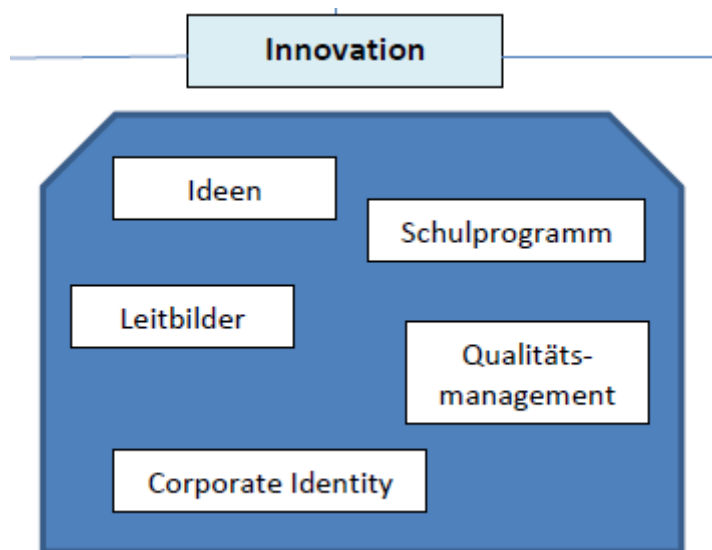 Innovation
Ideen
Schulprogramm
Leitbilder
Qualitäts-
management
Corporate Identity